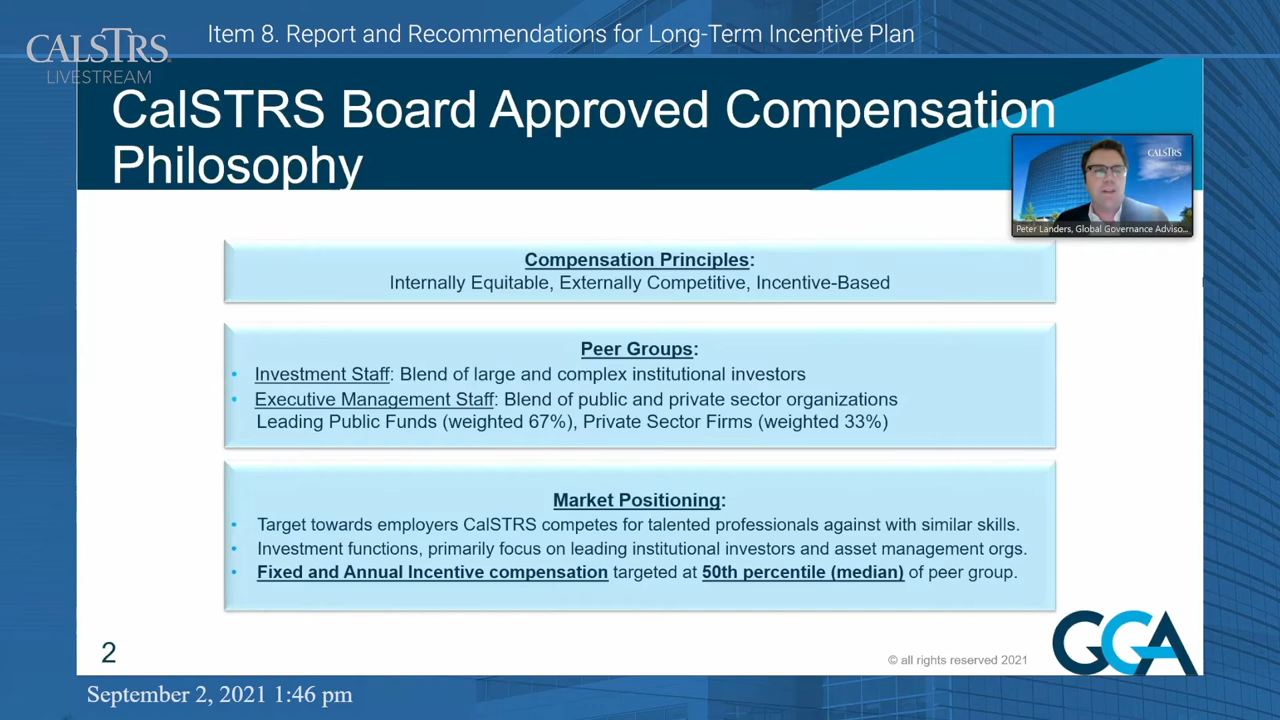 Item 8. Report and Recommendations for Long-Term Incentive Plan
CALSTRS
LIVESTREAM
CalSTRS Board Approved Compensation
Philosophy
CALSTRS
Peter Landers, Global Governance Adviso...
Compensation Principles:
Internally Equitable, Externally Competitive, Incentive-Based
Peer Groups:
• Investment Staff: Blend of large and complex institutional investors
• Executive Management Staff: Blend of public and private sector organizations
Leading Public Funds (weighted 67%), Private Sector Firms (weighted 33%)
Market Positioning:
• Target towards employers CalSTRS competes for talented professionals against with similar skills.
• Investment functions, primarily focus on leading institutional investors and asset management orgs.
• Fixed and Annual Incentive compensation targeted at 50th percentile (median) of peer group.
2
© all rights reserved 2021
GGA
September 2, 2021 1:46 pm